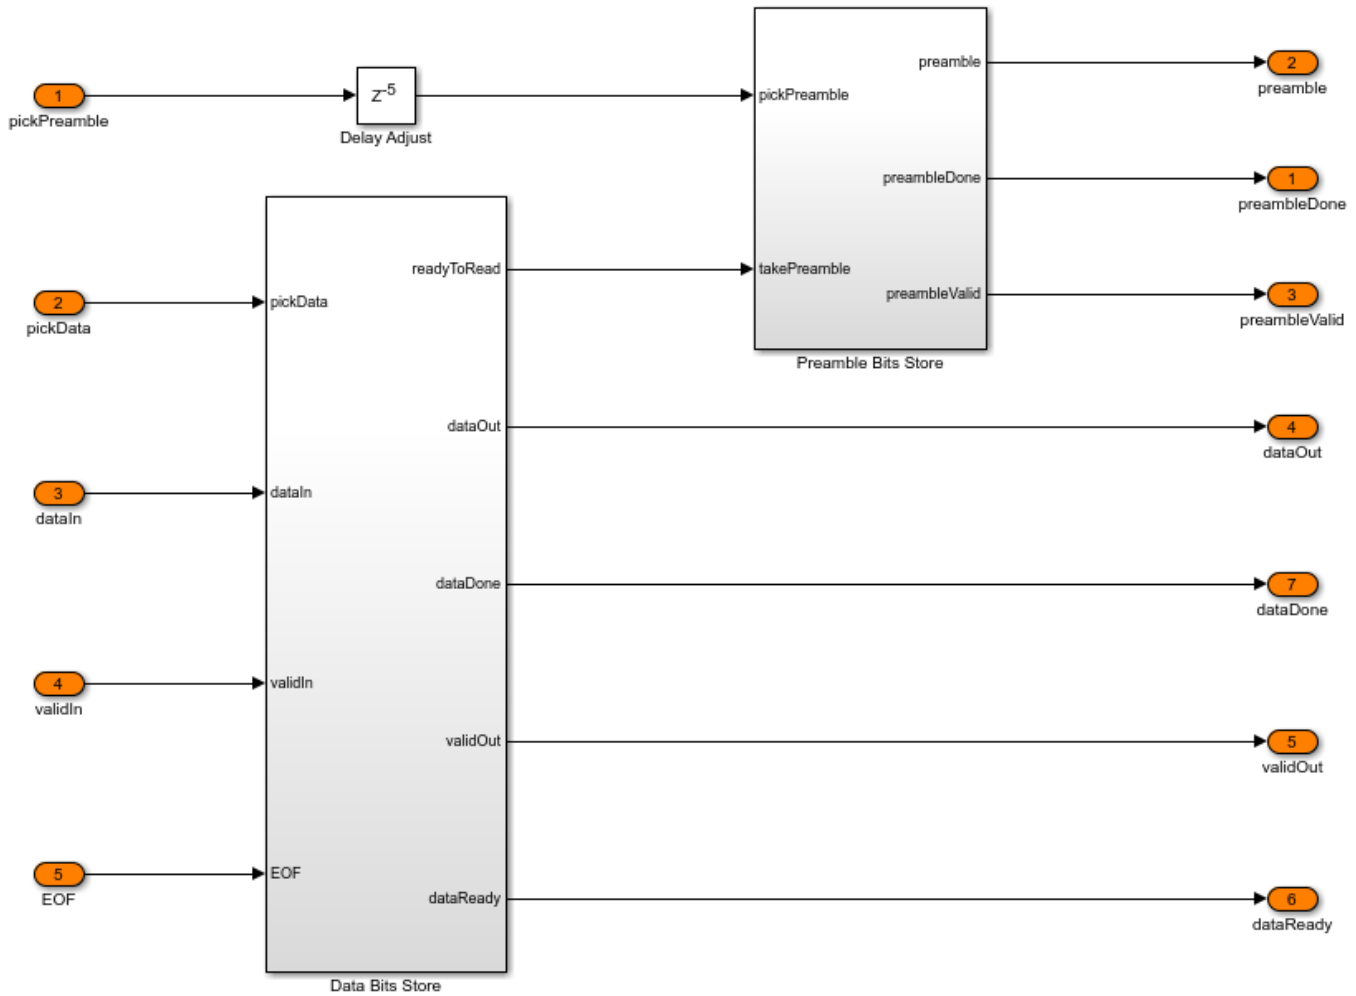 1
pickPreamble
z-5
Delay Adjust
pickPreamble
takePreamble
preamble
preambleDone
preambleValid
Preamble Bits Store
2
preamble
1
preambleDone
3
preambleValid
2
pickData
3
dataIn
4
validIn
5
EOF
pickData
dataIn
validIn
EOF
readyToRead
dataOut
dataDone
validOut
dataReady
Data Bits Store
4
dataOut
7
dataDone
5
validOut
6
dataReady